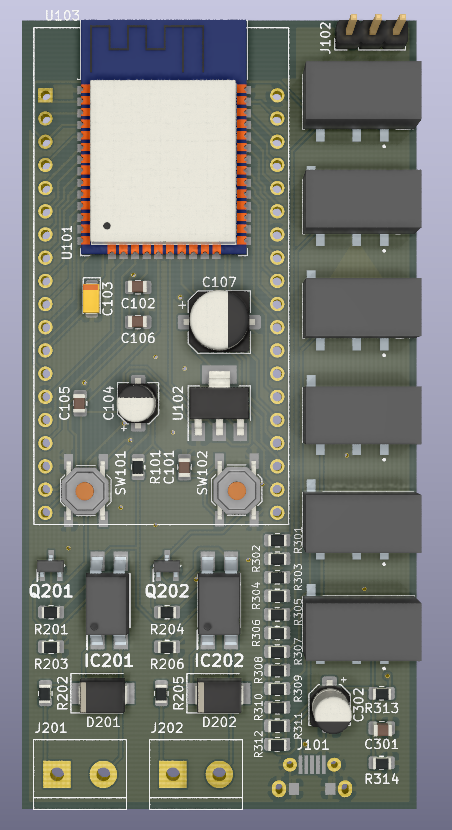 U103
J102
U101
C103
C102
C107
+
C106
C105
C104
+
U102
SW101
R101
C101
SW102
R301
R302
R303
R304
R305
R306
R307
R308
R309
R310
R311
R312
Q201
Q202
R201
R204
R203
R206
IC201
IC202
R202
D201
R205
D202
+
C302
R313
C301
R314
J201
J202
J101